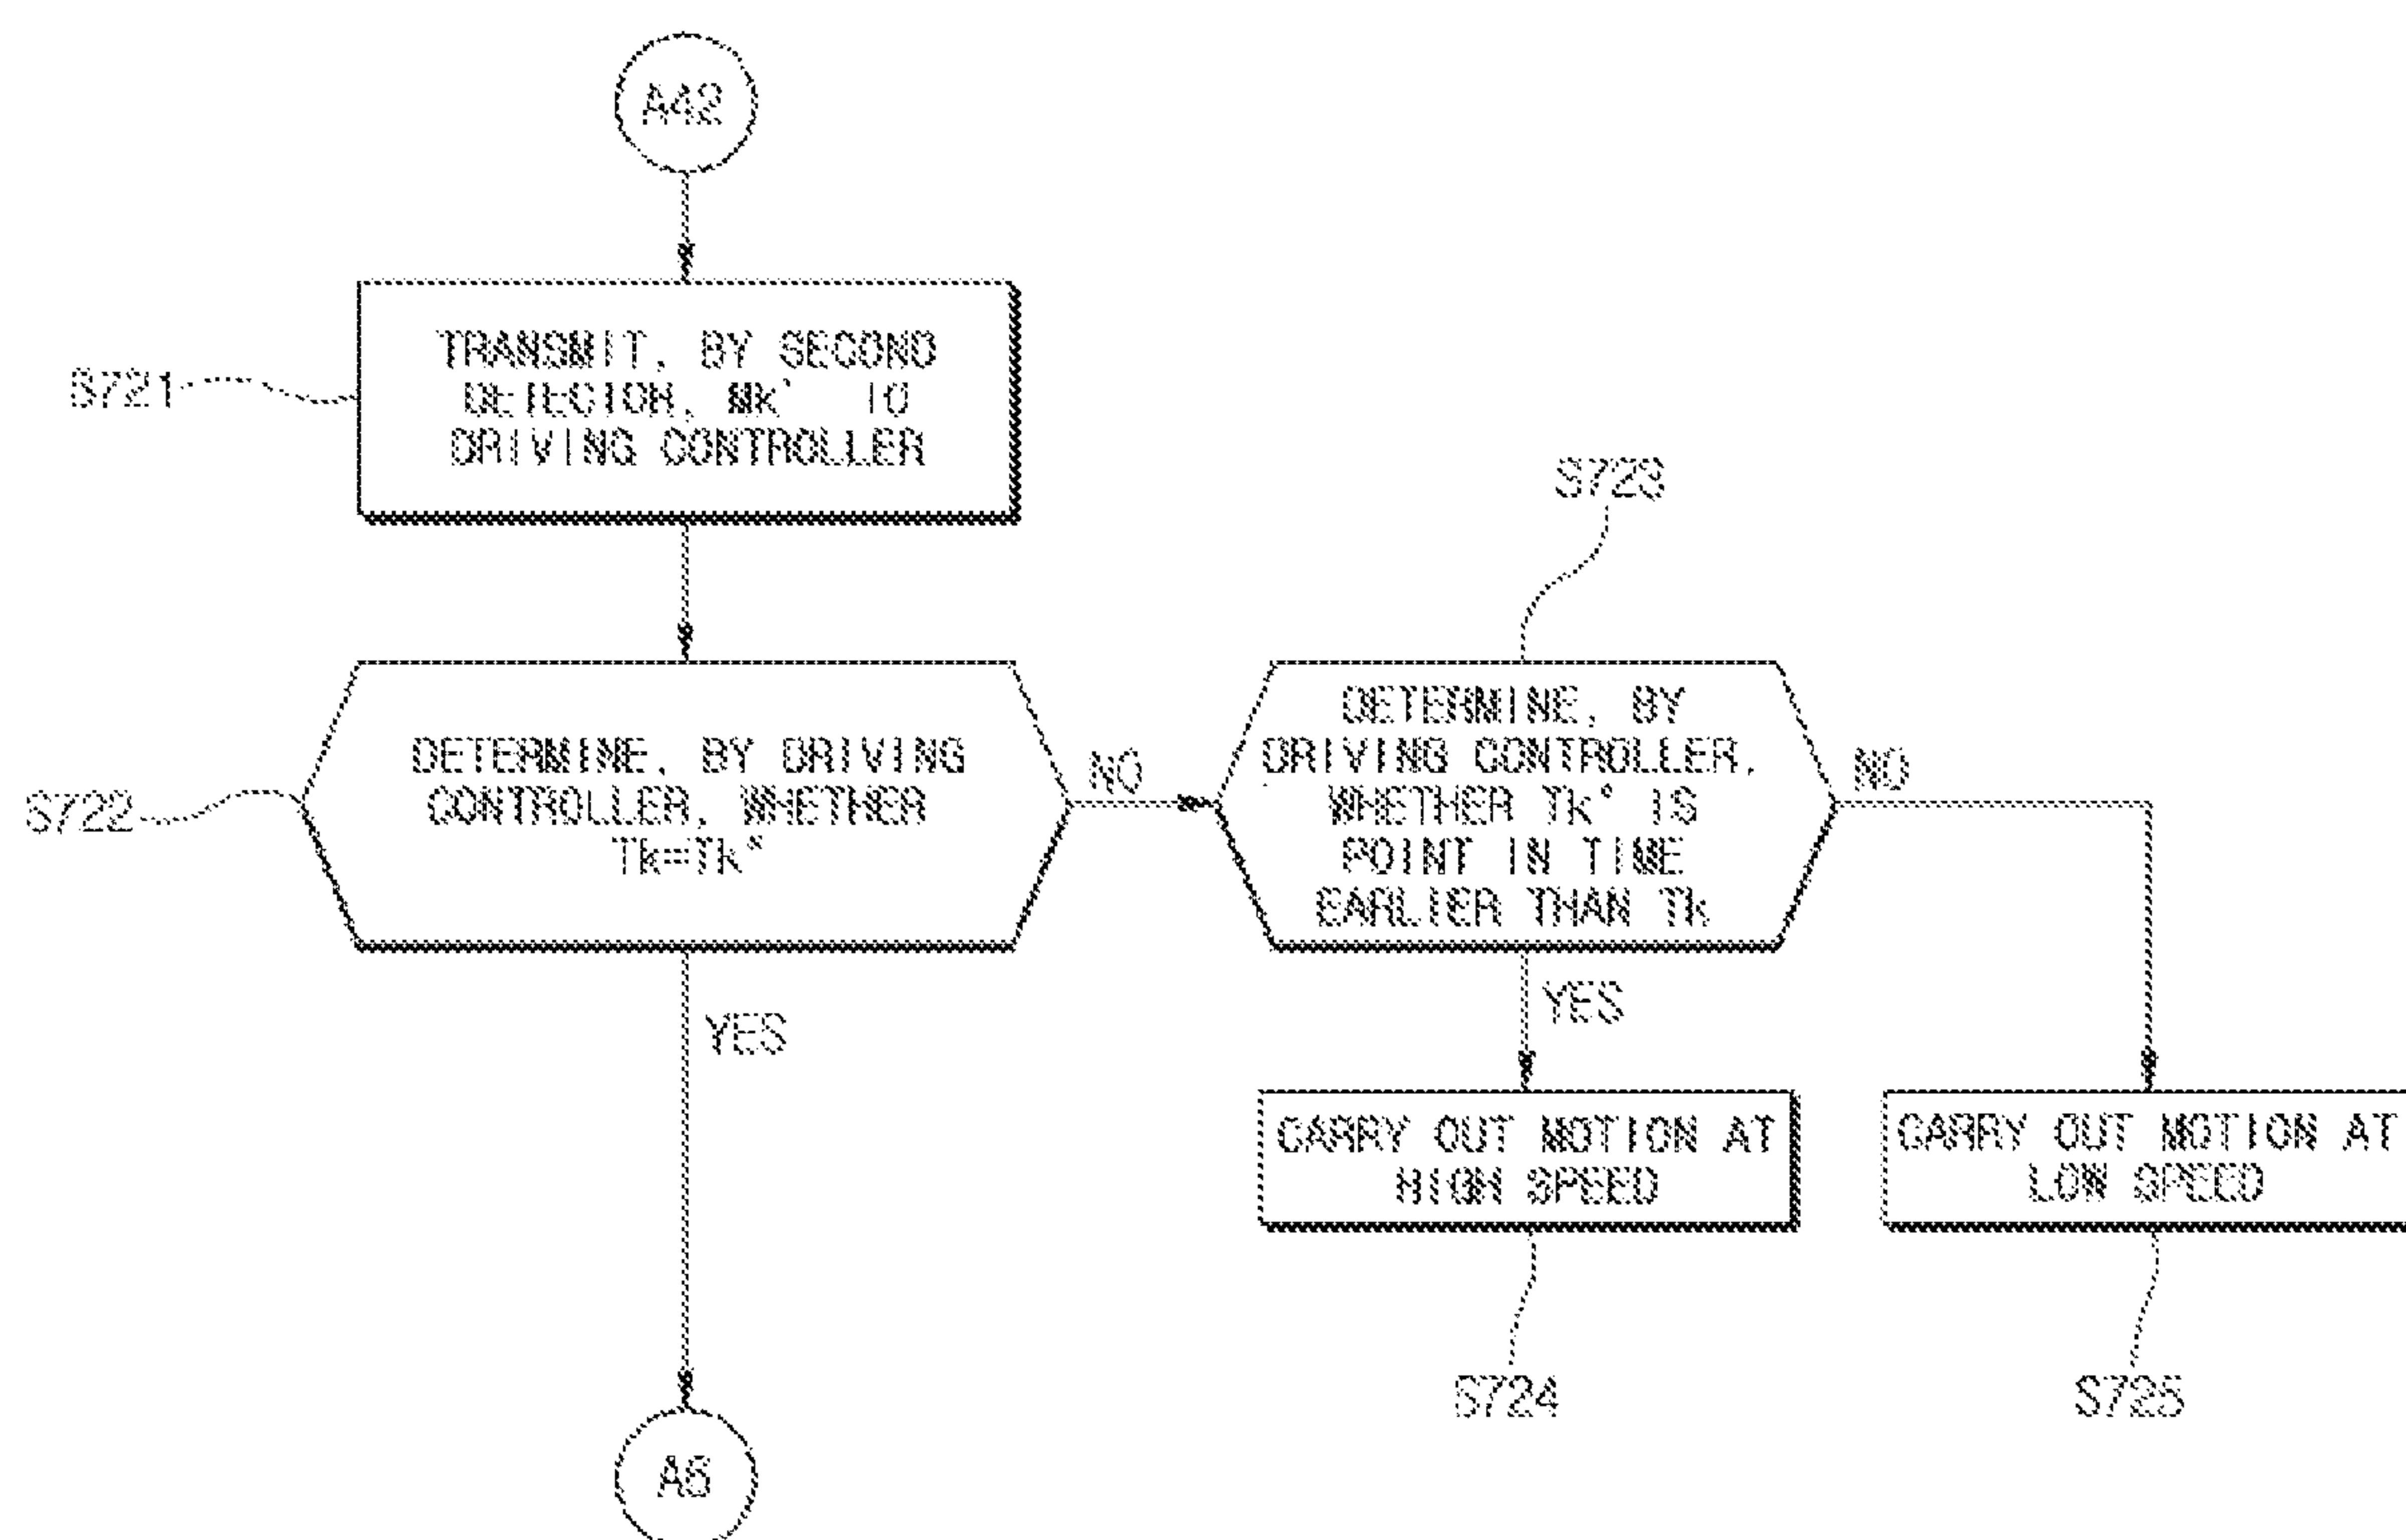 A42
S721
TRANSMIT, BY SECOND
DETECTOR, Mk' TO
DRIVING CONTROLLER
S722
DETERMINE, BY DRIVING
CONTROLLER, WHETHER
Tk=Tk'
NO
YES
S723
DETERMINE, BY
DRIVING CONTROLLER,
WHETHER Tk' IS
POINT IN TIME
EARLIER THAN Tk
NO
YES
CARRY OUT MOTION AT
HIGH SPEED
S724
CARRY OUT MOTION AT
LOW SPEED
S725